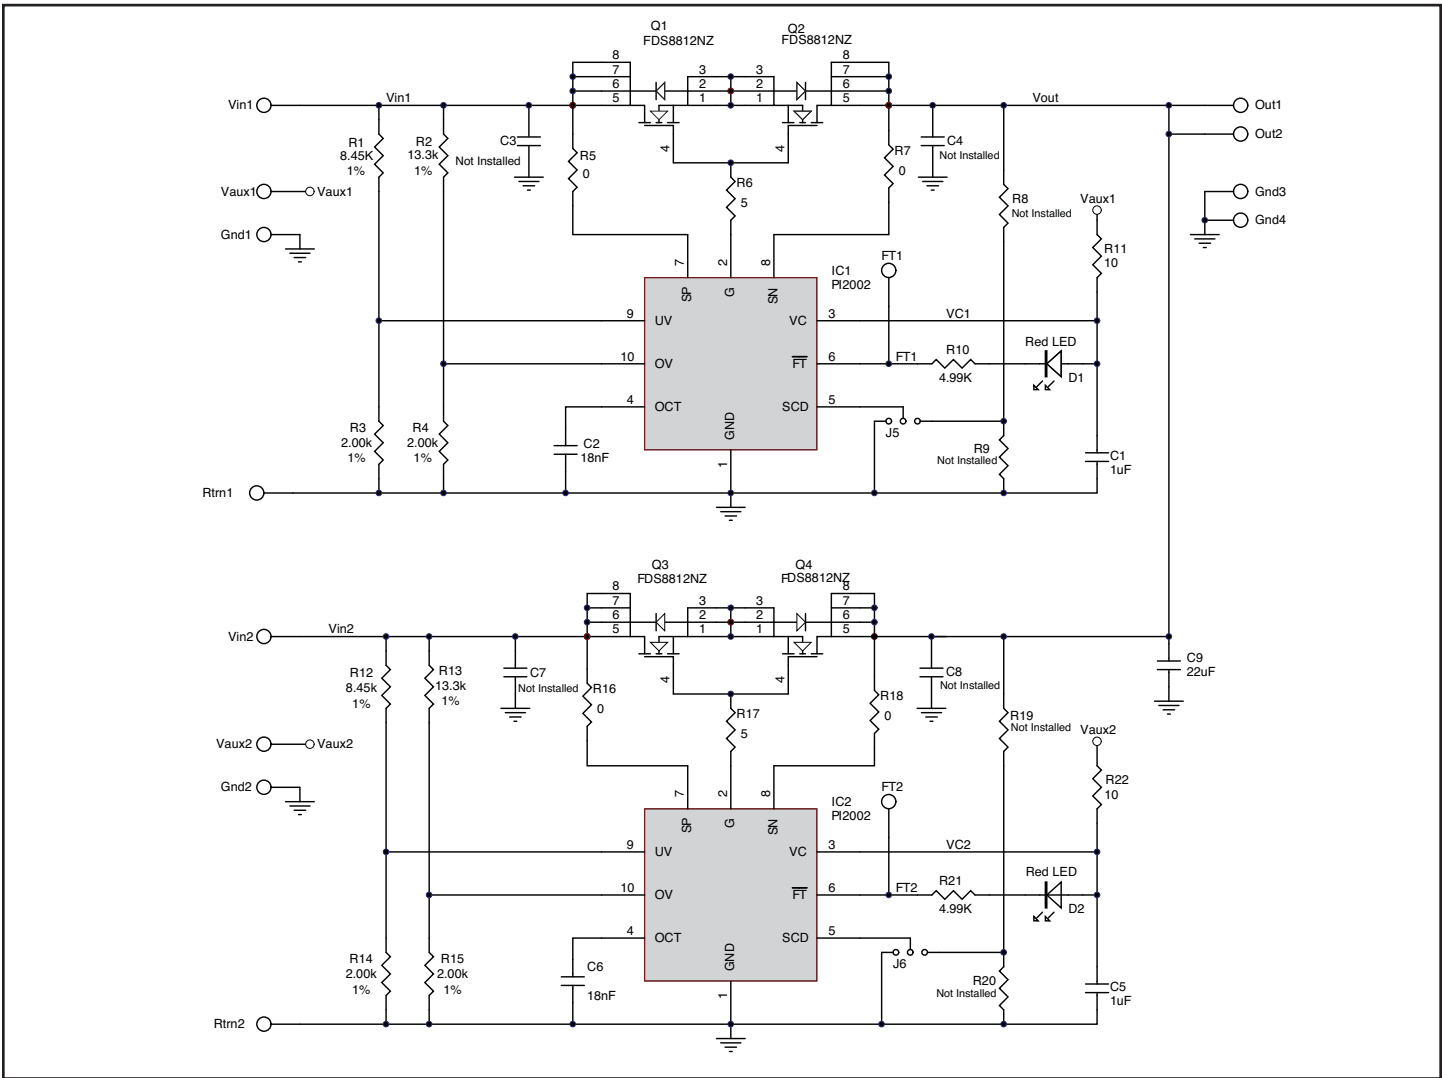 Q1
FDS8812NZ
Q2
FDS8812NZ
8
7
6
5
3
2
1
3
2
1
8
7
6
5
Vin1
Vin1
Vout
Out1
Out2
R1
8.45K
1%
R2
13.3k
1%
C3
Not Installed
R5
0
4
4
R7
0
C4
Not Installed
R6
5
R8
Not Installed
Vaux1
Vaux1
Vaux1
Gnd3
Gnd4
Gnd1
R11
10
7
2
8
FT1
IC1
PI2002
SP
G
SN
9
UV
VC
3
VC1
10
OV
FT
6
FT1
R10
4.99K
Red LED
D1
4
OCT
SCD
5
GND
J5
R3
2.00k
1%
R4
2.00k
1%
C2
18nF
R9
Not Installed
C1
1uF
1
Rtrn1
Q3
FDS8812NZ
Q4
FDS8812NZ
8
7
6
5
3
2
1
3
2
1
8
7
6
5
Vin2
Vin2
R12
8.45k
1%
R13
13.3k
1%
C7
Not Installed
R16
0
4
4
R18
0
C8
Not Installed
C9
22uF
R17
5
R19
Not Installed
Vaux2
Vaux2
Vaux2
Gnd2
R22
10
7
2
8
FT2
IC2
PI2002
SP
G
SN
9
UV
VC
3
VC2
10
OV
FT
6
FT2
R21
4.99K
Red LED
D2
4
OCT
SCD
5
GND
J6
R14
2.00k
1%
R15
2.00k
1%
C6
18nF
R20
Not Installed
C5
1uF
1
Rtrn2